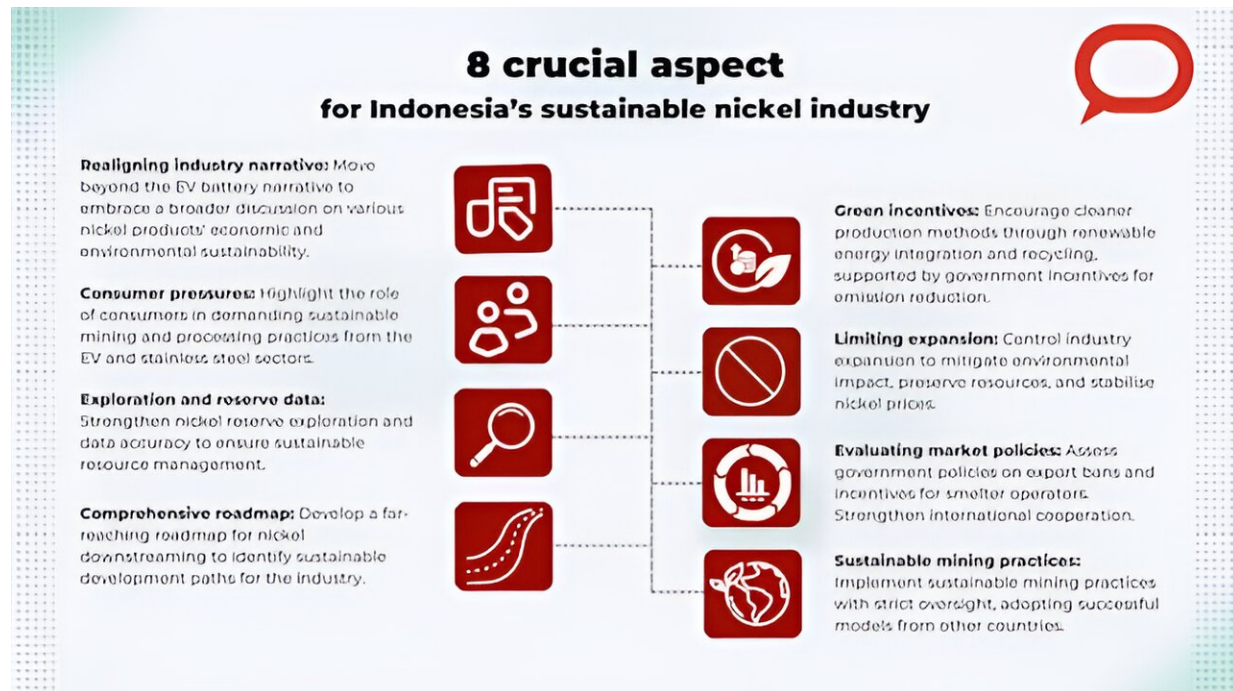 8 crucial aspect
for Indonesia's sustainable nickel industry
Realigning industry narrative: Move
beyond the EV battery narrative to
embrace a broader discussion on various
nickel products' economic and
environmental sustainability.
Consumer pressures: Highlight the role
of consumers in demanding sustainable
mining and processing practices from the
EV and stainless steel sectors.
Exploration and reserve data:
Strengthen nickel reserve exploration and
data accuracy to ensure sustainable
resource management.
Comprehensive roadmap: Develop a far-
reaching roadmap for nickel
downstreaming to identify sustainable
development paths for the industry.
Green incentives: Encourage cleaner
production methods through renewable
energy integration and recycling,
supported by government incentives for
emission reduction.
Limiting expansion: Control industry
expansion to mitigate environmental
impact, preserve resources, and stabilise
nickel prices.
Evaluating market policies: Assess
government policies on export bans and
incentives for smelter operators.
Strengthen international cooperation.
Sustainable mining practices:
Implement sustainable mining practices
with strict oversight, adopting successful
models from other countries.